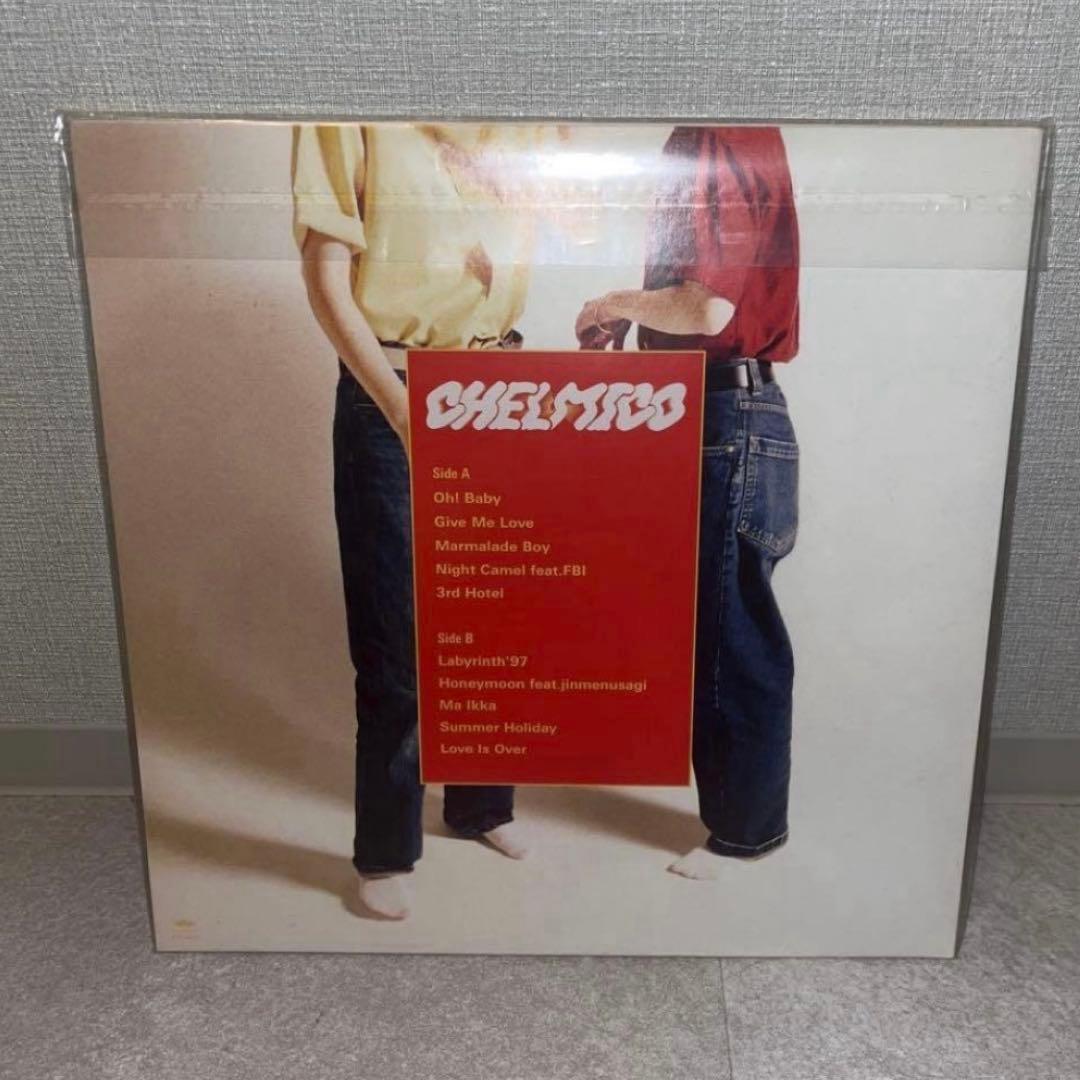 CHELMICO
Side A
Oh! Baby
Give Me Love
Marmalade Boy
Night Camel feat.FBI
3rd Hotel
Side B
Labyrinth'97
Honeymoon feat.jinmenusagi
Ma Ikka
Summer Holiday
Love Is Over